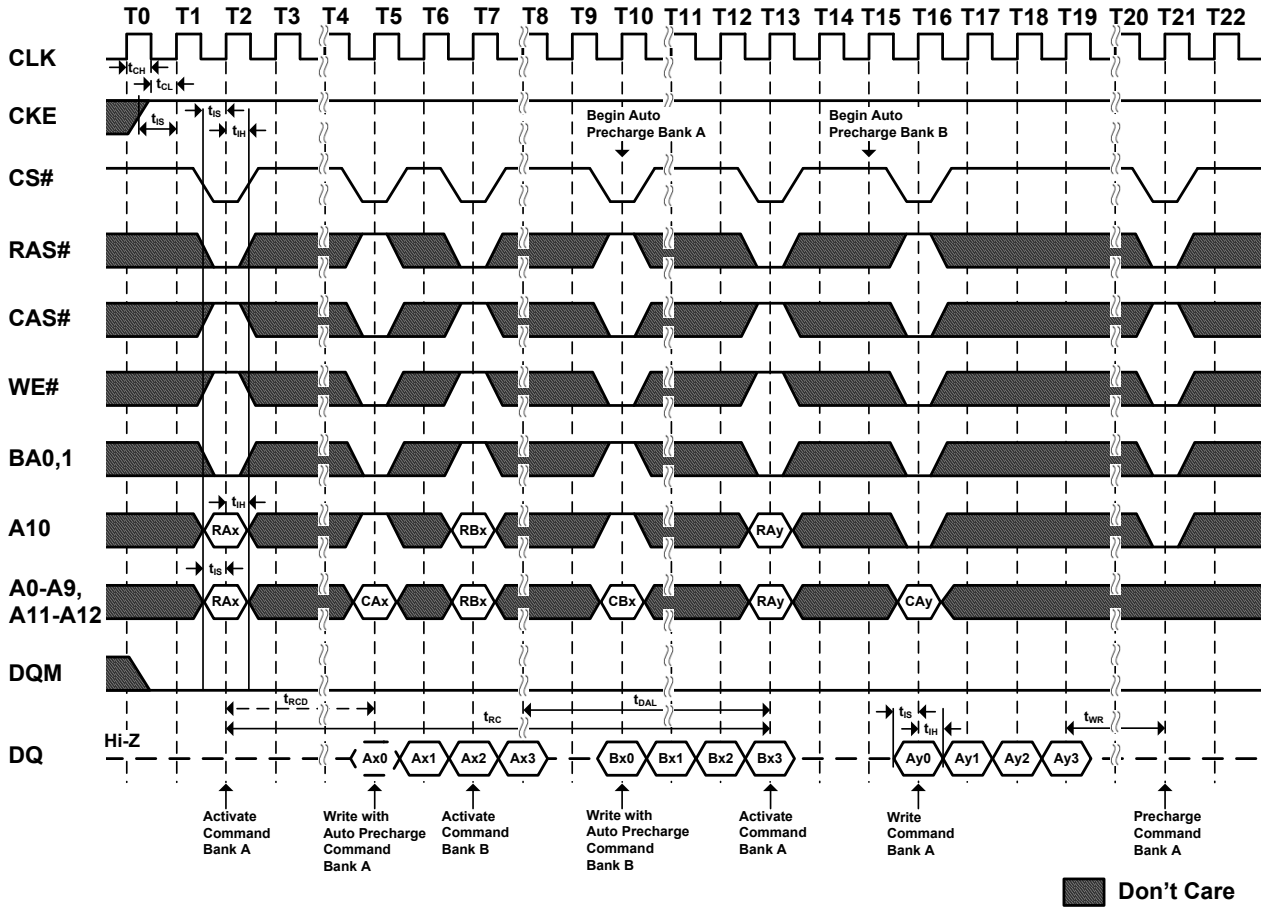 T0 T1 T2 T3 T4 T5 T6 T7 T8 T9 T10 T11 T12 T13 T14 T15 T16 T17 T18 T19 T20 T21 T22
CLK
tCH
tCL
CKE
tIS
tIS
tIH
Begin Auto
Precharge Bank A
Begin Auto
Precharge Bank B
CS#
RAS#
CAS#
WE#
BA0,1
tIH
A10
RAx RBx RAy
tIS
A0-A9,
A11-A12
RAx CAx RBx CBx RAy CAy
DQM
tRCD
tRC
tDAL
tIS
tIH
tWR
DQ
Hi-Z
Ax0 Ax1 Ax2 Ax3 Bx0 Bx1 Bx2 Bx3 Ay0 Ay1 Ay2 Ay3
Activate
Command
Bank A
Write with
Auto Precharge
Command
Bank A
Activate
Command
Bank B
Write with
Auto Precharge
Command
Bank B
Activate
Command
Bank A
Write
Command
Bank A
Precharge
Command
Bank A
Don't Care